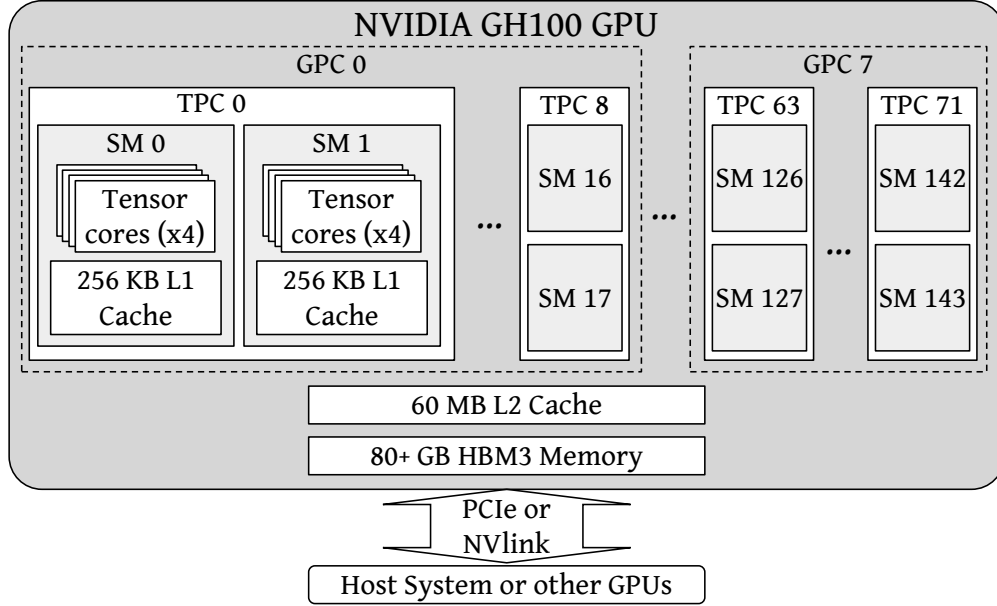 NVIDIA GH100 GPU
GPC 0
TPC 0
SM 0
Tensor
cores (x4)
256 KB L1
Cache
SM 1
Tensor
cores (x4)
256 KB L1
Cache
...
TPC 8
SM 16
SM 17
...
GPC 7
TPC 63
SM 126
SM 127
...
TPC 71
SM 142
SM 143
60 MB L2 Cache
80+ GB HBM3 Memory
PCIe or
NVlink
Host System or other GPUs